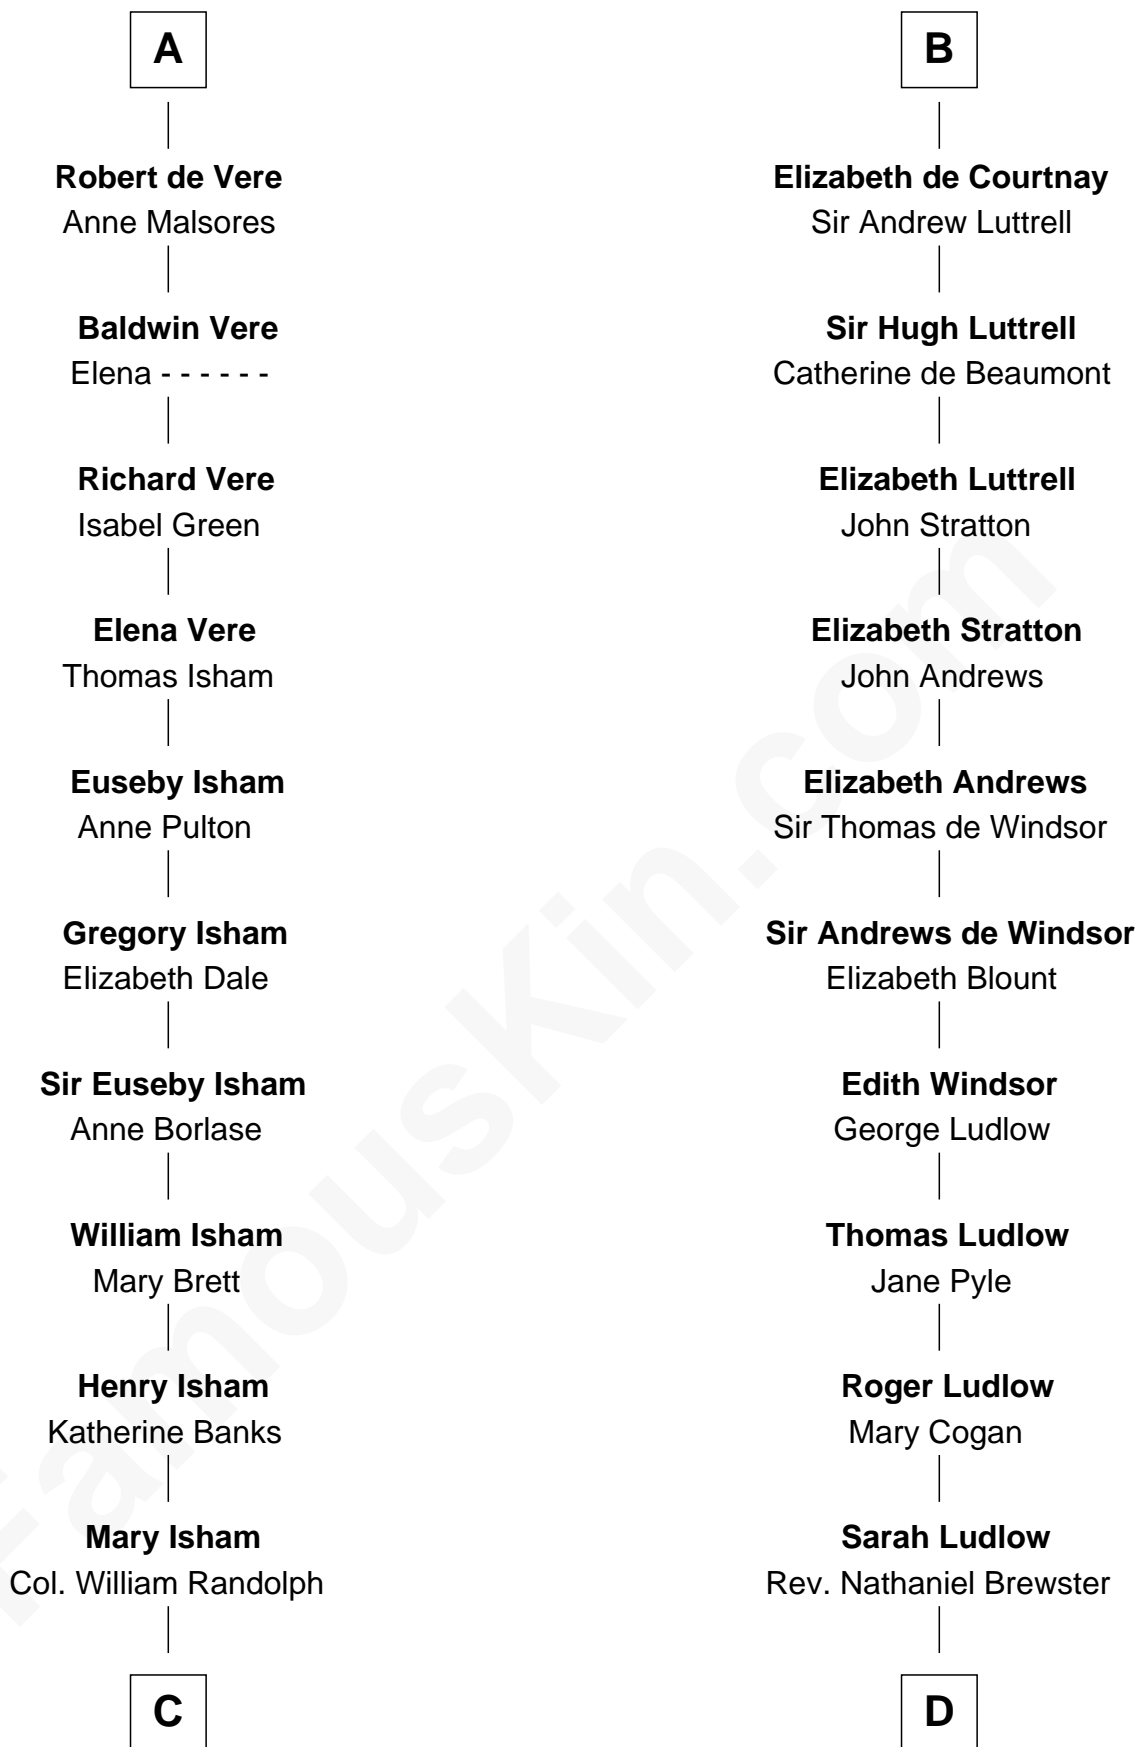 A
Robert de Vere
Anne Malsores
Baldwin Vere
Elena - - - - - -
Richard Vere
Isabel Green
Elena Vere
Thomas Isham
Euseby Isham
Anne Pulton
Gregory Isham
Elizabeth Dale
Sir Euseby Isham
Anne Borlase
William Isham
Mary Brett
Henry Isham
Katherine Banks
Mary Isham
Col. William Randolph
C
B
Elizabeth de Courtnay
Sir Andrew Luttrell
Sir Hugh Luttrell
Catherine de Beaumont
Elizabeth Luttrell
John Stratton
Elizabeth Stratton
John Andrews
Elizabeth Andrews
Sir Thomas de Windsor
Sir Andrews de Windsor
Elizabeth Blount
Edith Windsor
George Ludlow
Thomas Ludlow
Jane Pyle
Roger Ludlow
Mary Cogan
Sarah Ludlow
Rev. Nathaniel Brewster
D
FamousKin.com